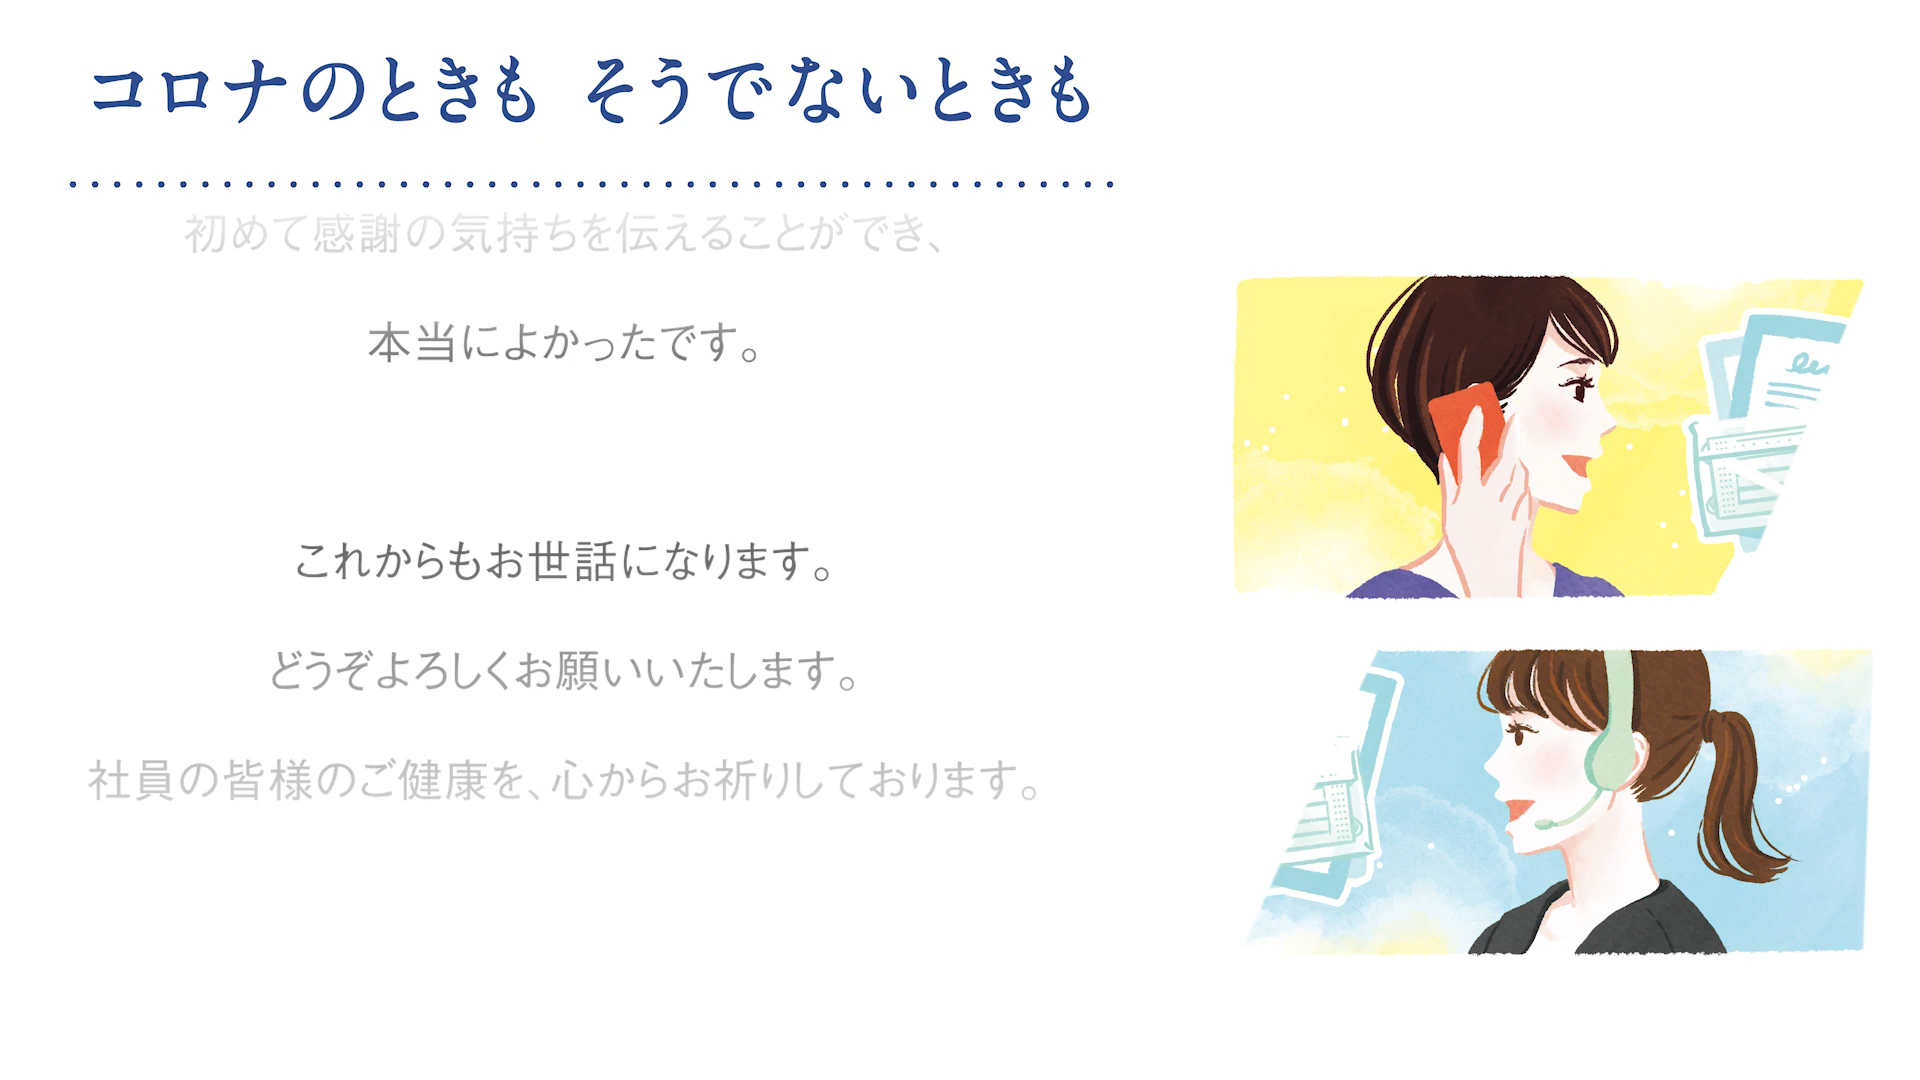 コロナのときも そうでないときも
初めて感謝の気持ちを伝えることができ、
本当によかったです。
これからもお世話になります。
どうぞよろしくお願いいたします。
社員の皆様のご健康を、心からお祈りしております。